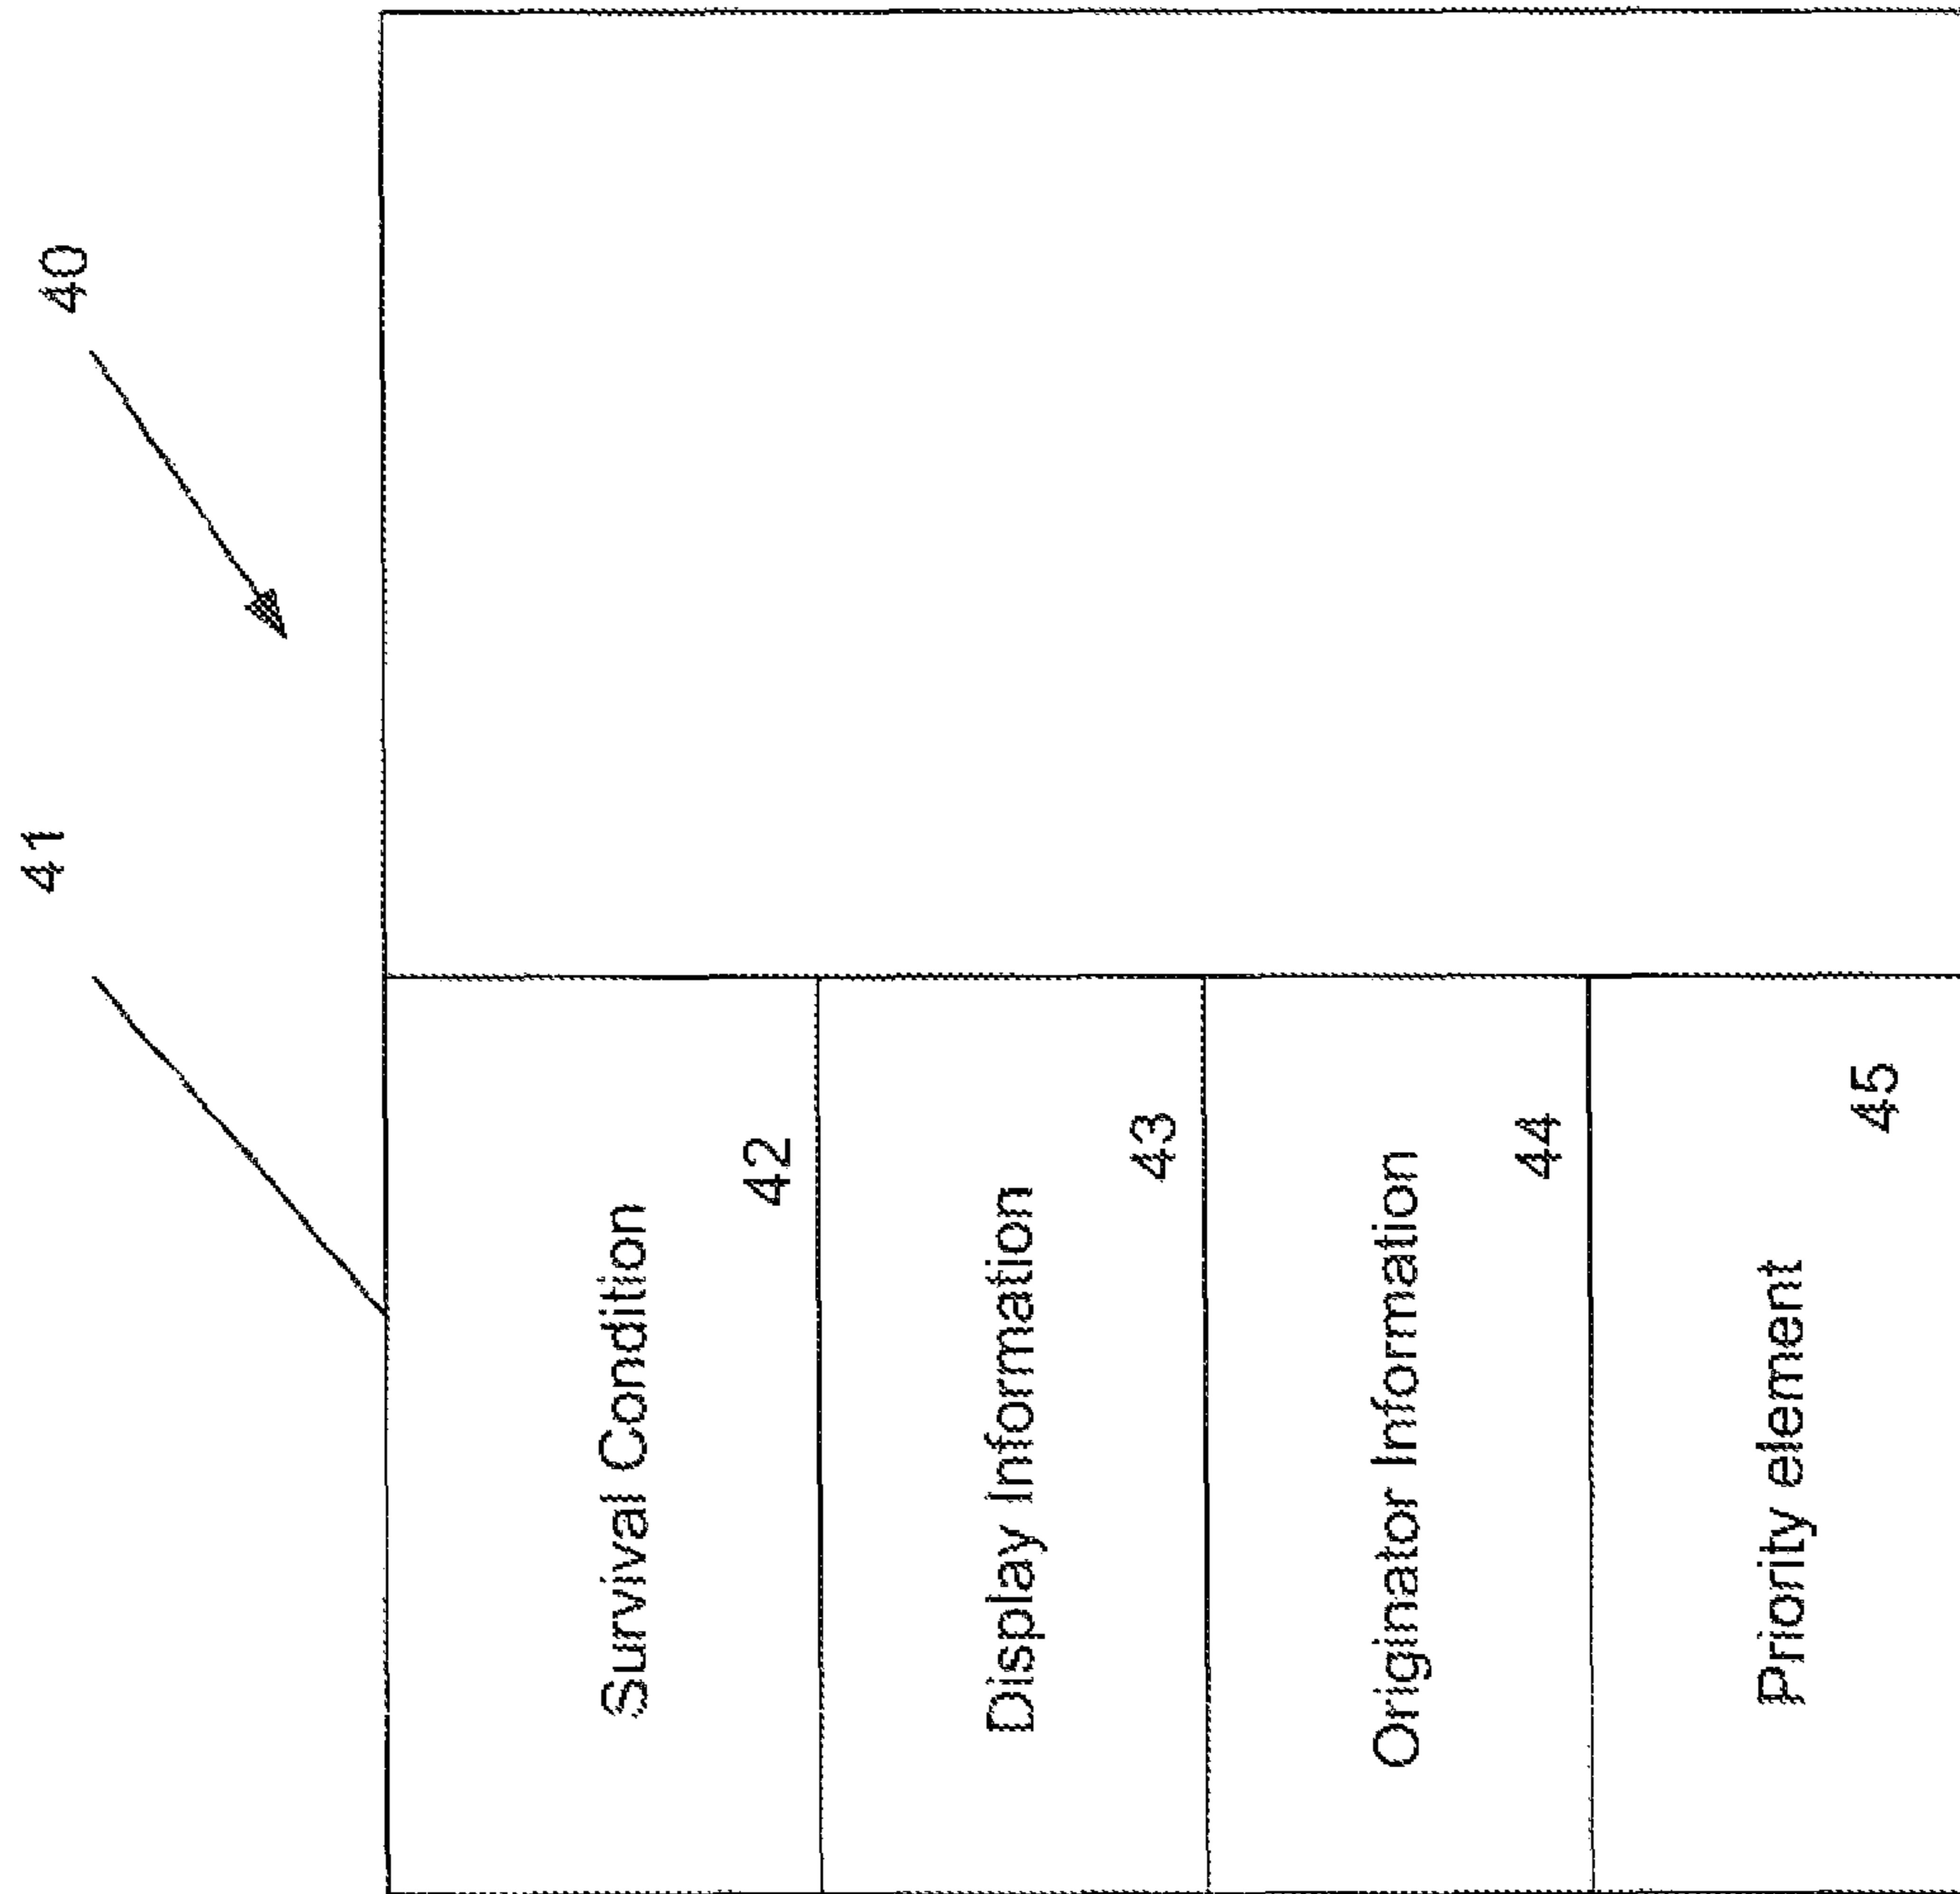 40
41
Survival Condition
42
Display Information
43
Originator Information
44
Priority element
45